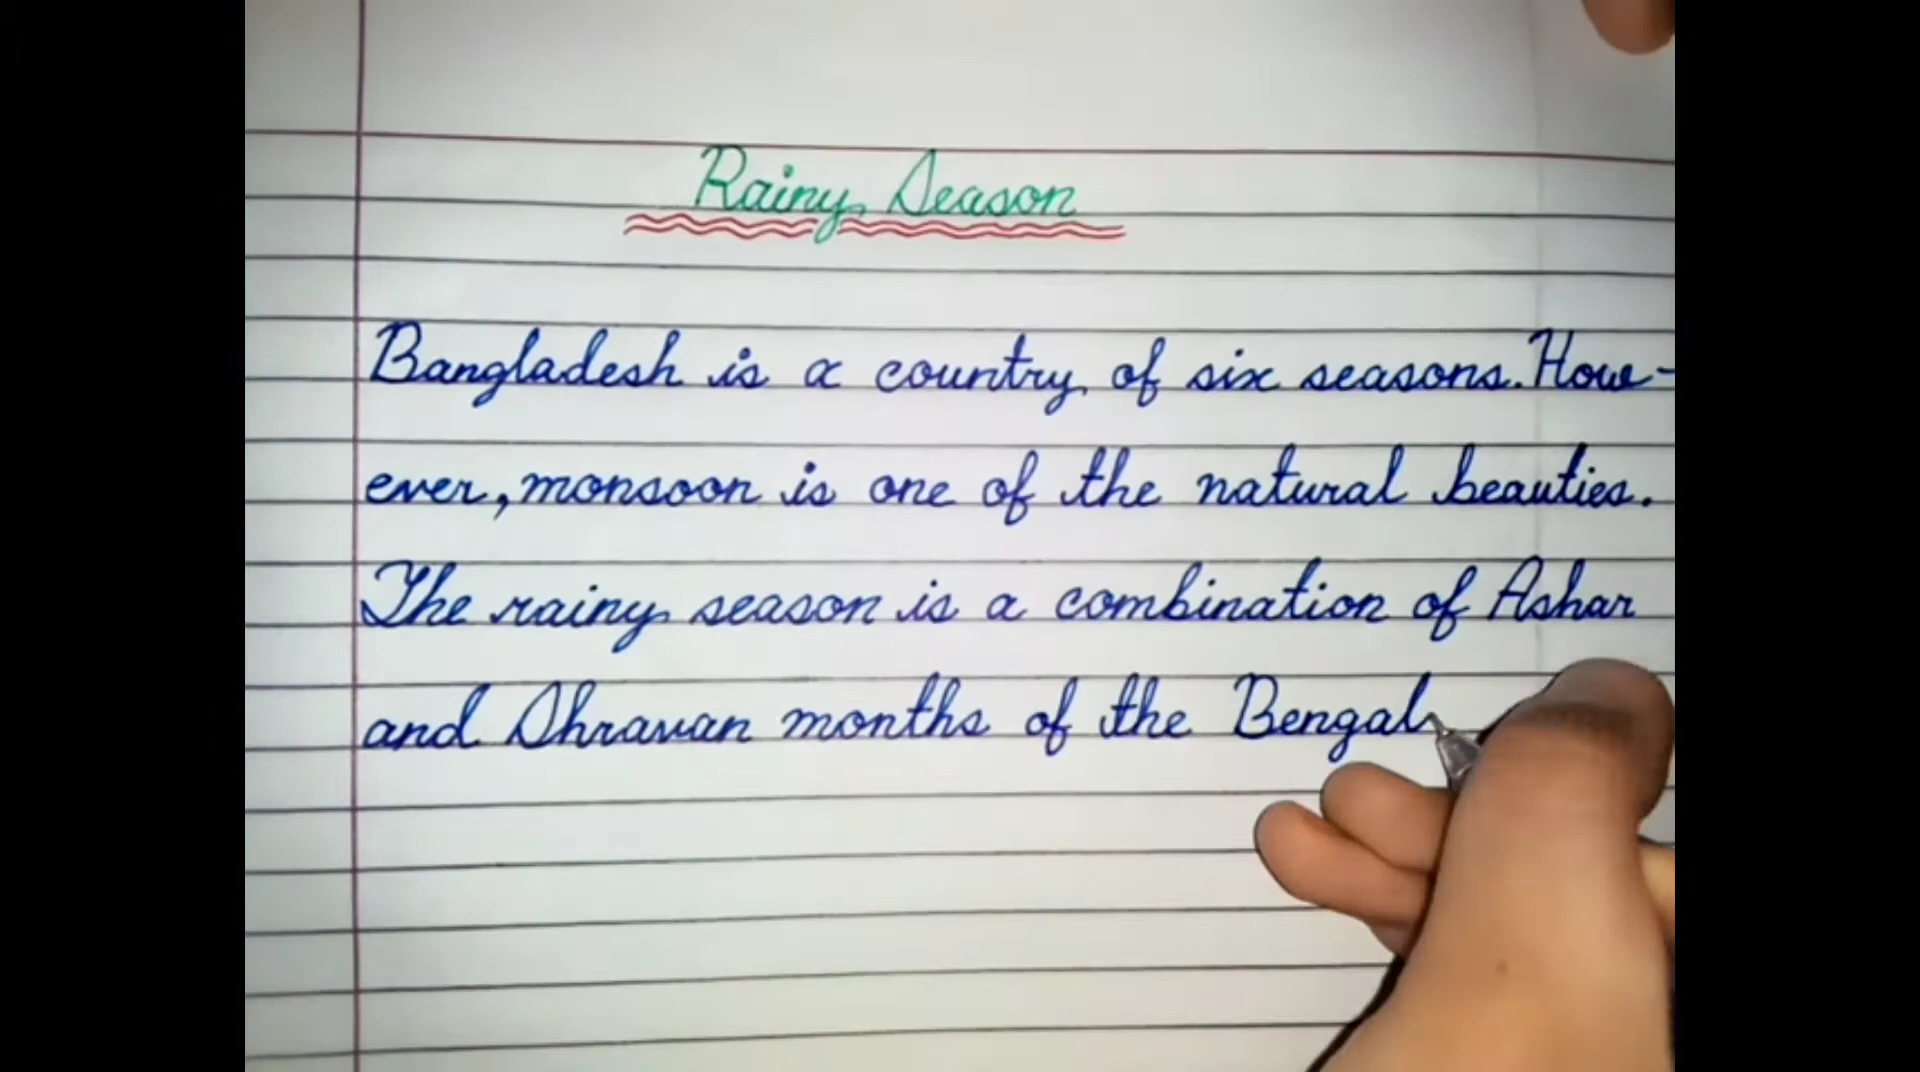 Rainy Season
Bangladesh is a country of six seasons. How-
ever, monsoon is one of the natural beauties.
The rainy season is a combination of Ashar
and Shravan months of the Bengal